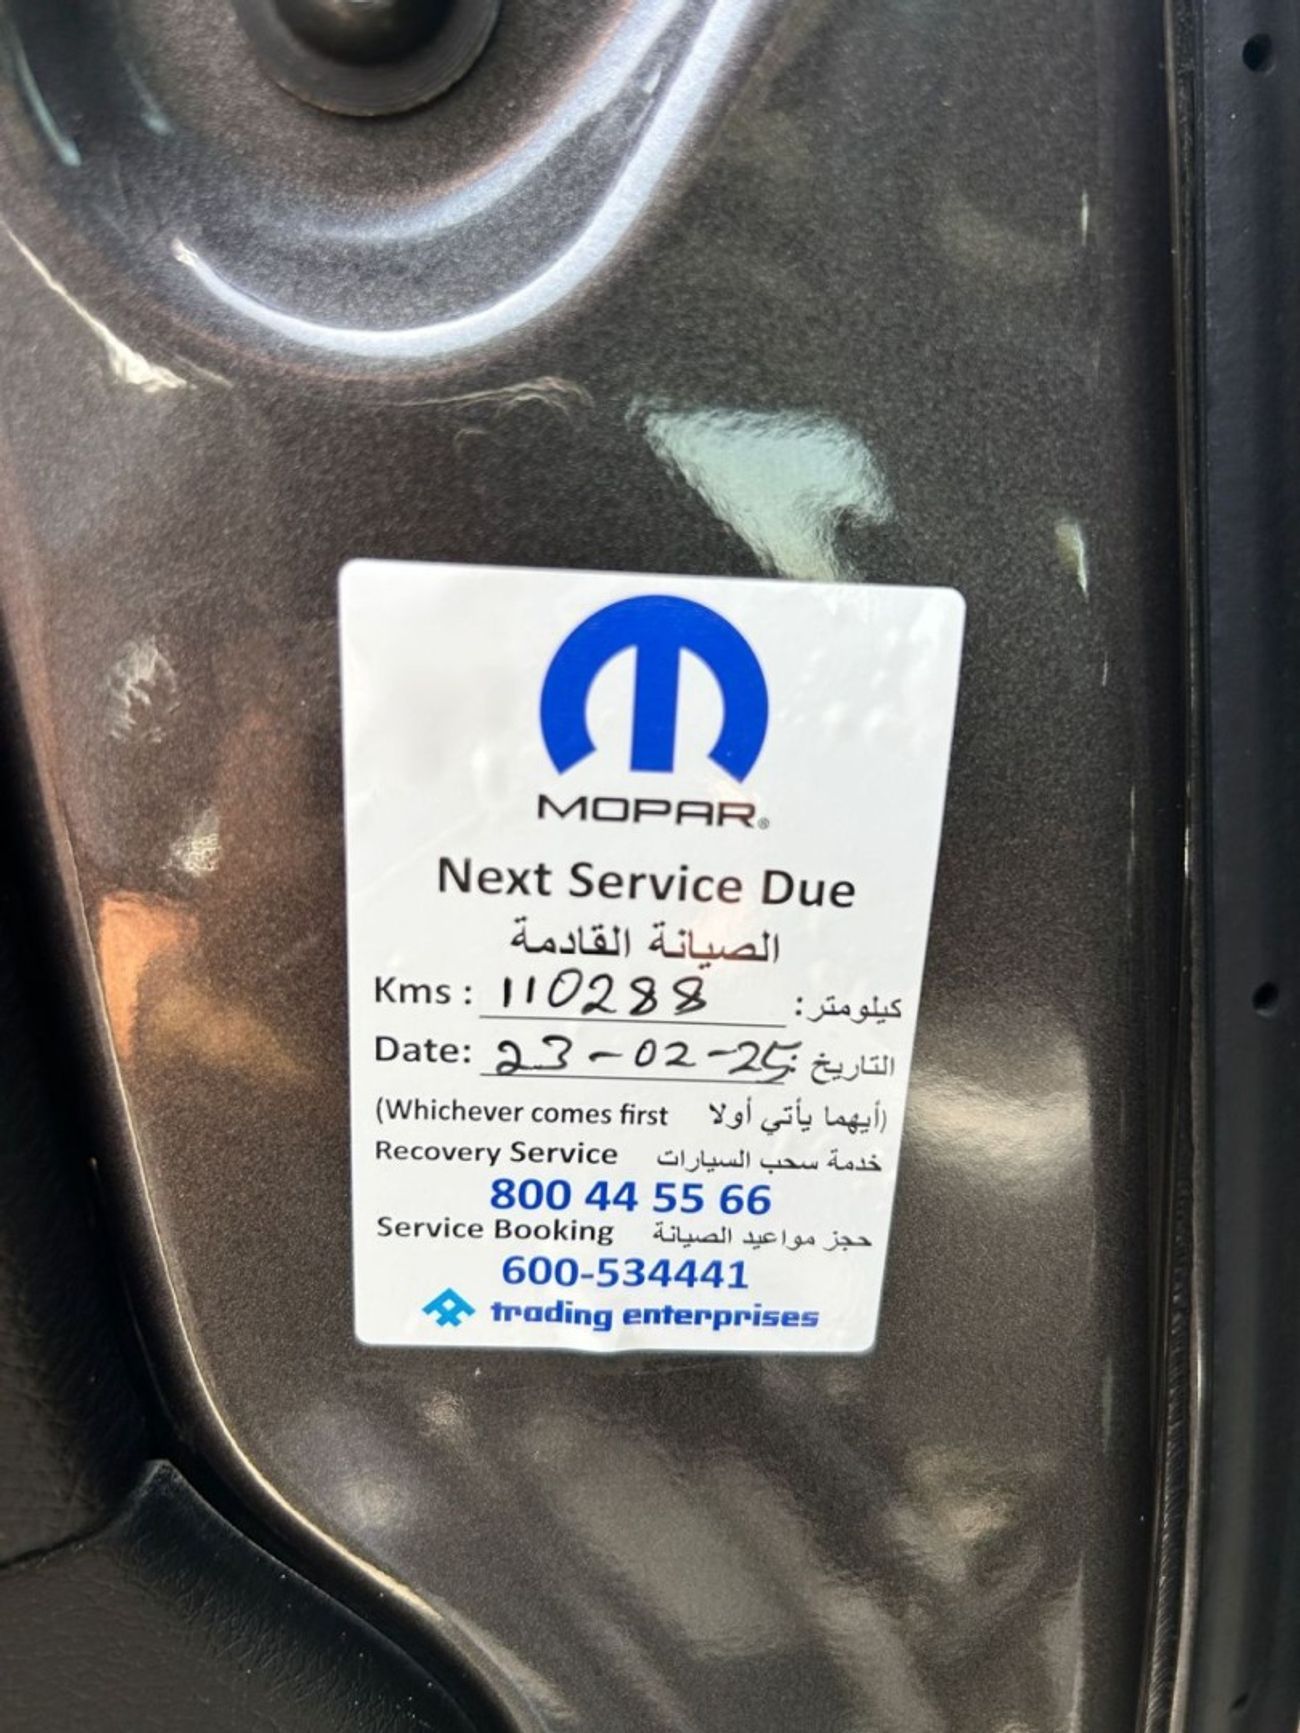 MOPAR®
Next Service Due
الصيانة القادمة
Kms : 110288 كيلومتر:
Date: 23-02-25 التاريخ:
(Whichever comes first أيهما يأتي أولا)
Recovery Service خدمة سحب السيارات
800 44 55 66
Service Booking حجز مواعيد الصيانة
600-534441
trading enterprises